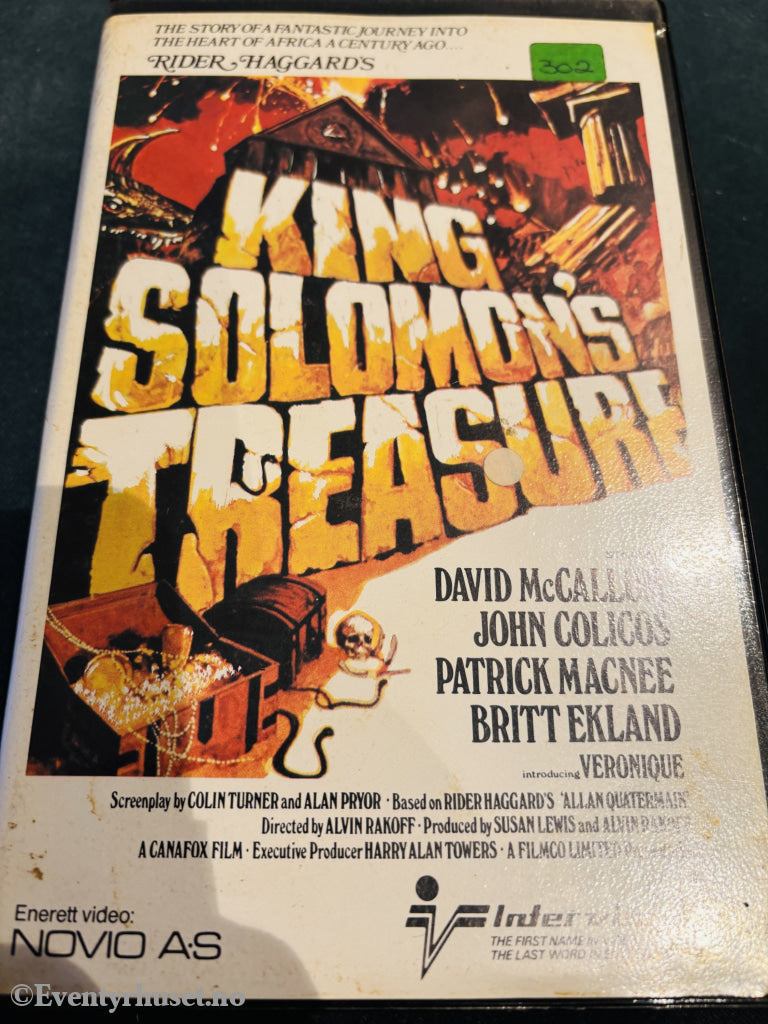 THE STORY OF A FANTASTIC JOURNEY INTO
THE HEART OF AFRICA A CENTURY AGO....
RIDER HAGGARD'S
302
KING
SOLOMON'S
TREASURE
DAVID McCALLUM
JOHN COLICOS
PATRICK MACNEE
BRITT EKLAND
introducing VERONIQUE
Screenplay by COLIN TURNER and ALAN PRYOR · Based on RIDER HAGGARD'S 'ALLAN QUATERMAIN'
Directed by ALVIN RAKOFF · Produced by SUSAN LEWIS and ALVIN RAKOFF
A CANAFOX FILM · Executive Producer HARRY ALAN TOWERS · A FILMCO LIMITED
Enerett video:
NOVIO A·S
THE FIRST NAME IN
THE LAST WORD IN
©Eventyrhuset.no